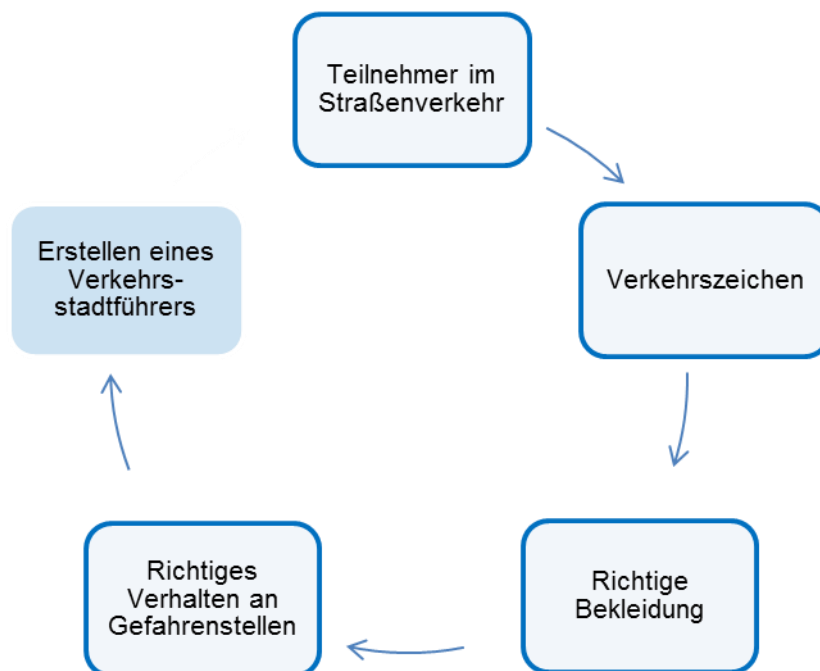 Teilnehmer im
Straßenverkehr
Verkehrszeichen
Richtige
Bekleidung
Richtiges
Verhalten an
Gefahrenstellen
Erstellen eines
Verkehrs-
stadtführers